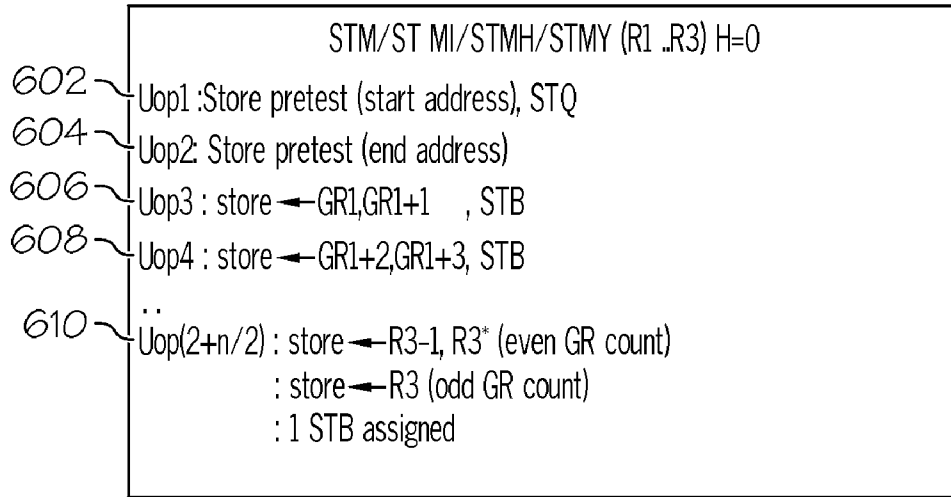 STM/ST MI/STMH/STMY (R1 ..R3) H=0
602 Uop1 :Store pretest (start address), STQ
604 Uop2: Store pretest (end address)
606 Uop3 : store ←GR1,GR1+1 , STB
608 Uop4 : store ←GR1+2,GR1+3, STB
..
610 Uop(2+n/2) : store ←R3-1, R3* (even GR count)
: store ←R3 (odd GR count)
: 1 STB assigned